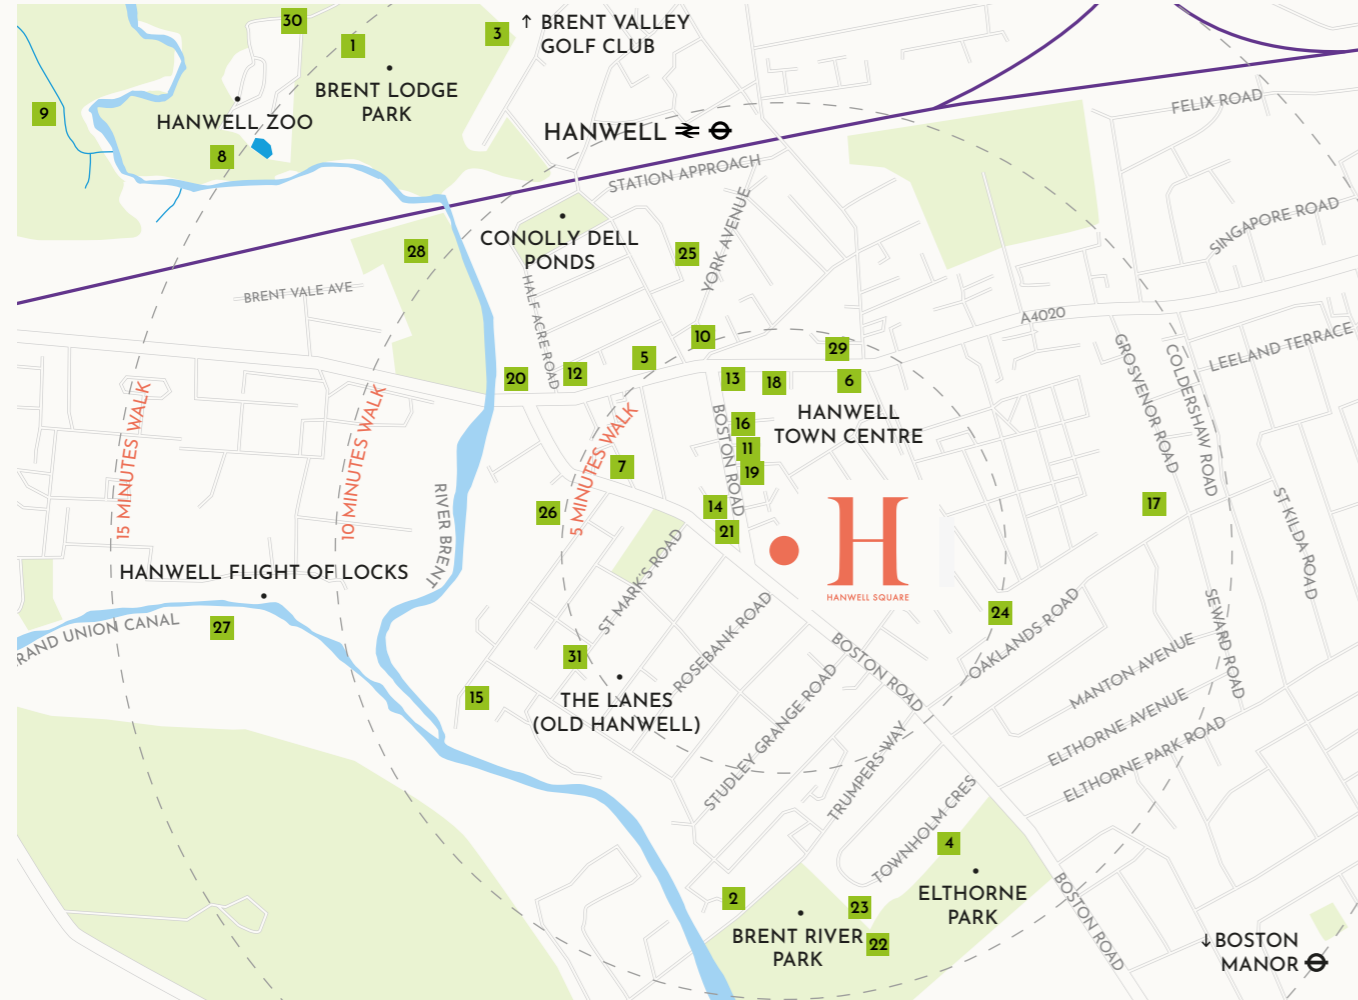 30
1
3
↑ BRENT VALLEY
GOLF CLUB
BRENT LODGE
PARK
9
HANWELL ZOO
8
HANWELL
FELIX ROAD
STATION APPROACH
SINGAPORE ROAD
CONOLLY DELL
PONDS
28
25
YORK AVENUE
BRENT VALE AVE
HALF ACRE ROAD
A4020
10
5
29
12
20
13
18
6
GROSVENOR ROAD
COLDERSHAW ROAD
LEELAND TERRACE
HANWELL
TOWN CENTRE
15 MINUTES WALK
10 MINUTES WALK
5 MINUTES WALK
BOSTON ROAD
16
11
19
7
26
14
21
17
RIVER BRENT
ST KILDA ROAD
H
HANWELL SQUARE
HANWELL FLIGHT OF LOCKS
27
RAND UNION CANAL
ST MARK'S ROAD
ROSEBANK ROAD
24
OAKLANDS ROAD
SEWARD ROAD
31
THE LANES
(OLD HANWELL)
15
BOSTON ROAD
MANTON AVENUE
ELTHORNE AVENUE
ELTHORNE PARK ROAD
STUDLEY GRANGE ROAD
TRUMPERS WAY
TOWNHOLM CRES
4
ELTHORNE
PARK
2
23
22
BRENT RIVER
PARK
BOSTON ROAD
↓BOSTON
MANOR